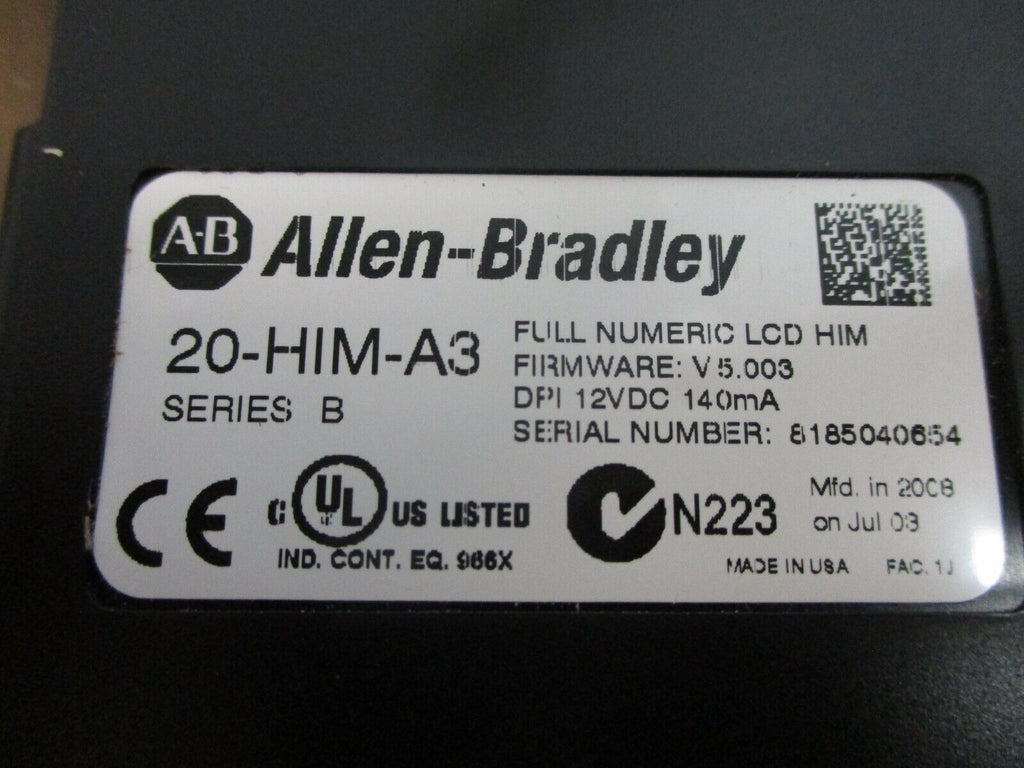 A-B Allen-Bradley
20-HIM-A3
SERIES B
FULL NUMERIC LCD HIM
FIRMWARE: V 5.003
DPI 12VDC 140mA
SERIAL NUMBER: 8185040654
CE
C UL US LISTED
IND. CONT. EQ. 966X
N223
Mfd. in 2008
on Jul 03
MADE IN USA FAC. 1J